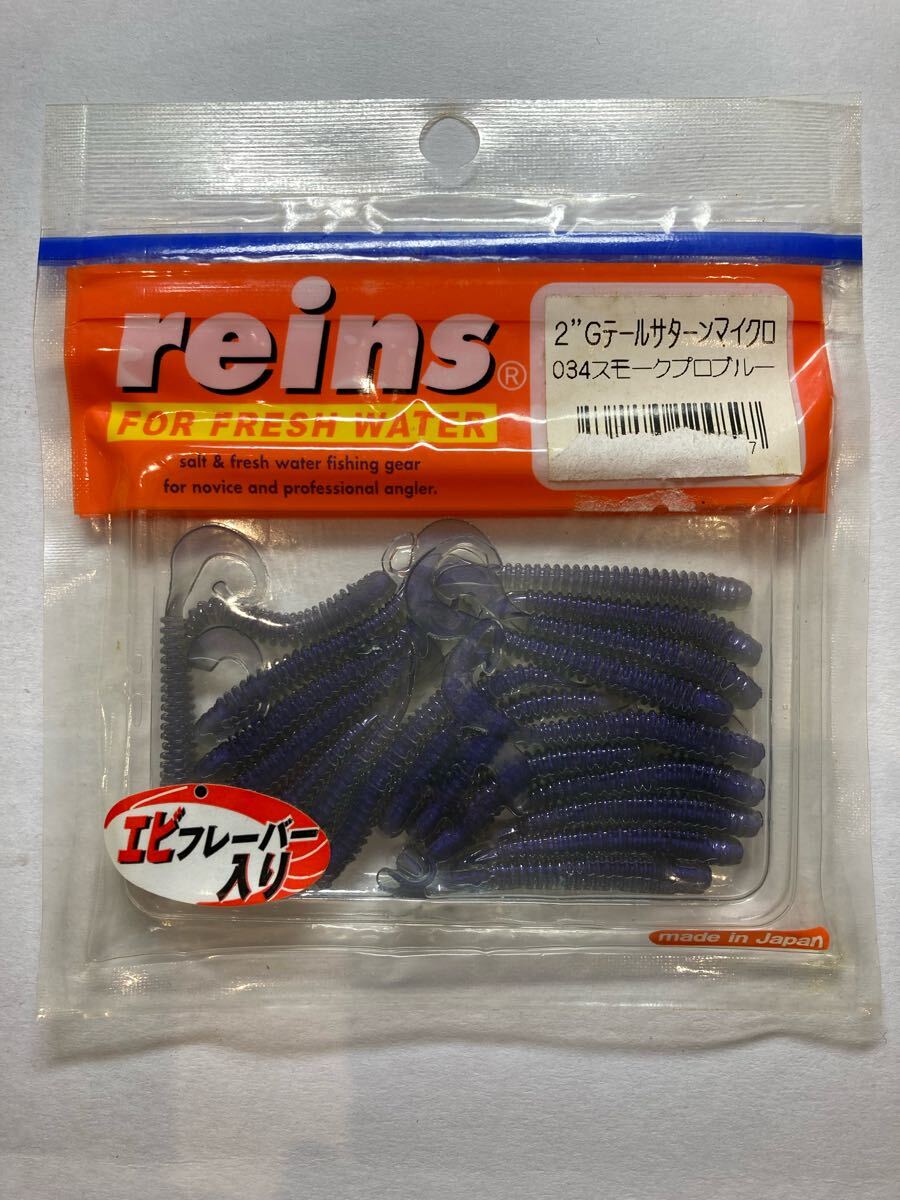 reins®
FOR FRESH WATER
salt & fresh water fishing gear
for novice and professional angler.
2”Gテールサターンマイクロ
034スモークプロブルー
7
エビフレーバー
入り
made in Japan